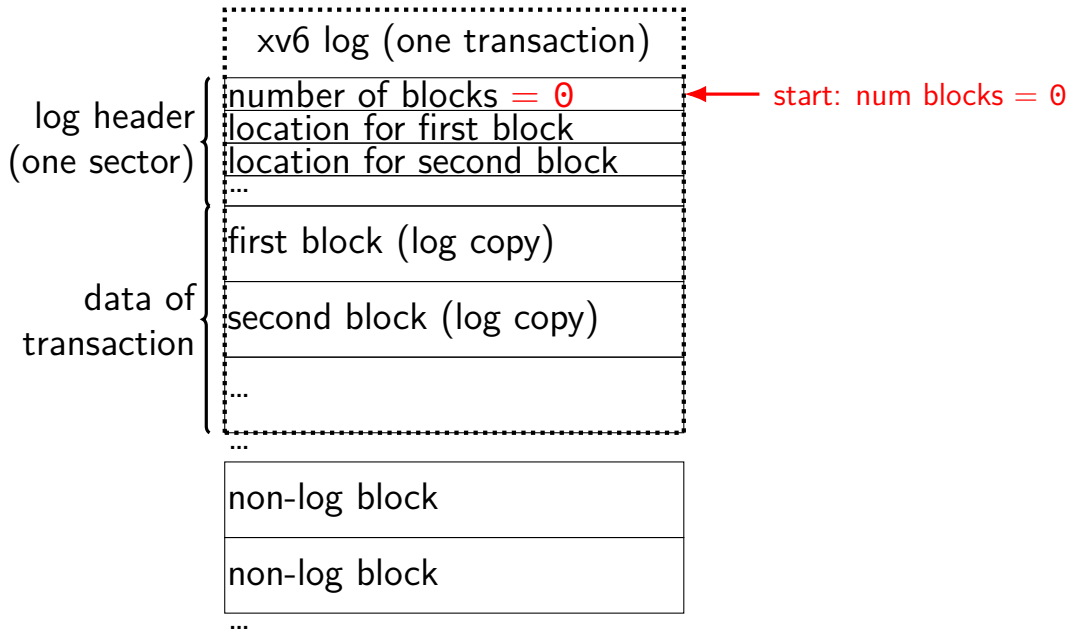 xv6 log (one transaction)
log header
(one sector)
number of blocks = 0
start: num blocks = 0
location for first block
location for second block
...
data of
transaction
first block (log copy)
second block (log copy)
...
...
non-log block
non-log block
...